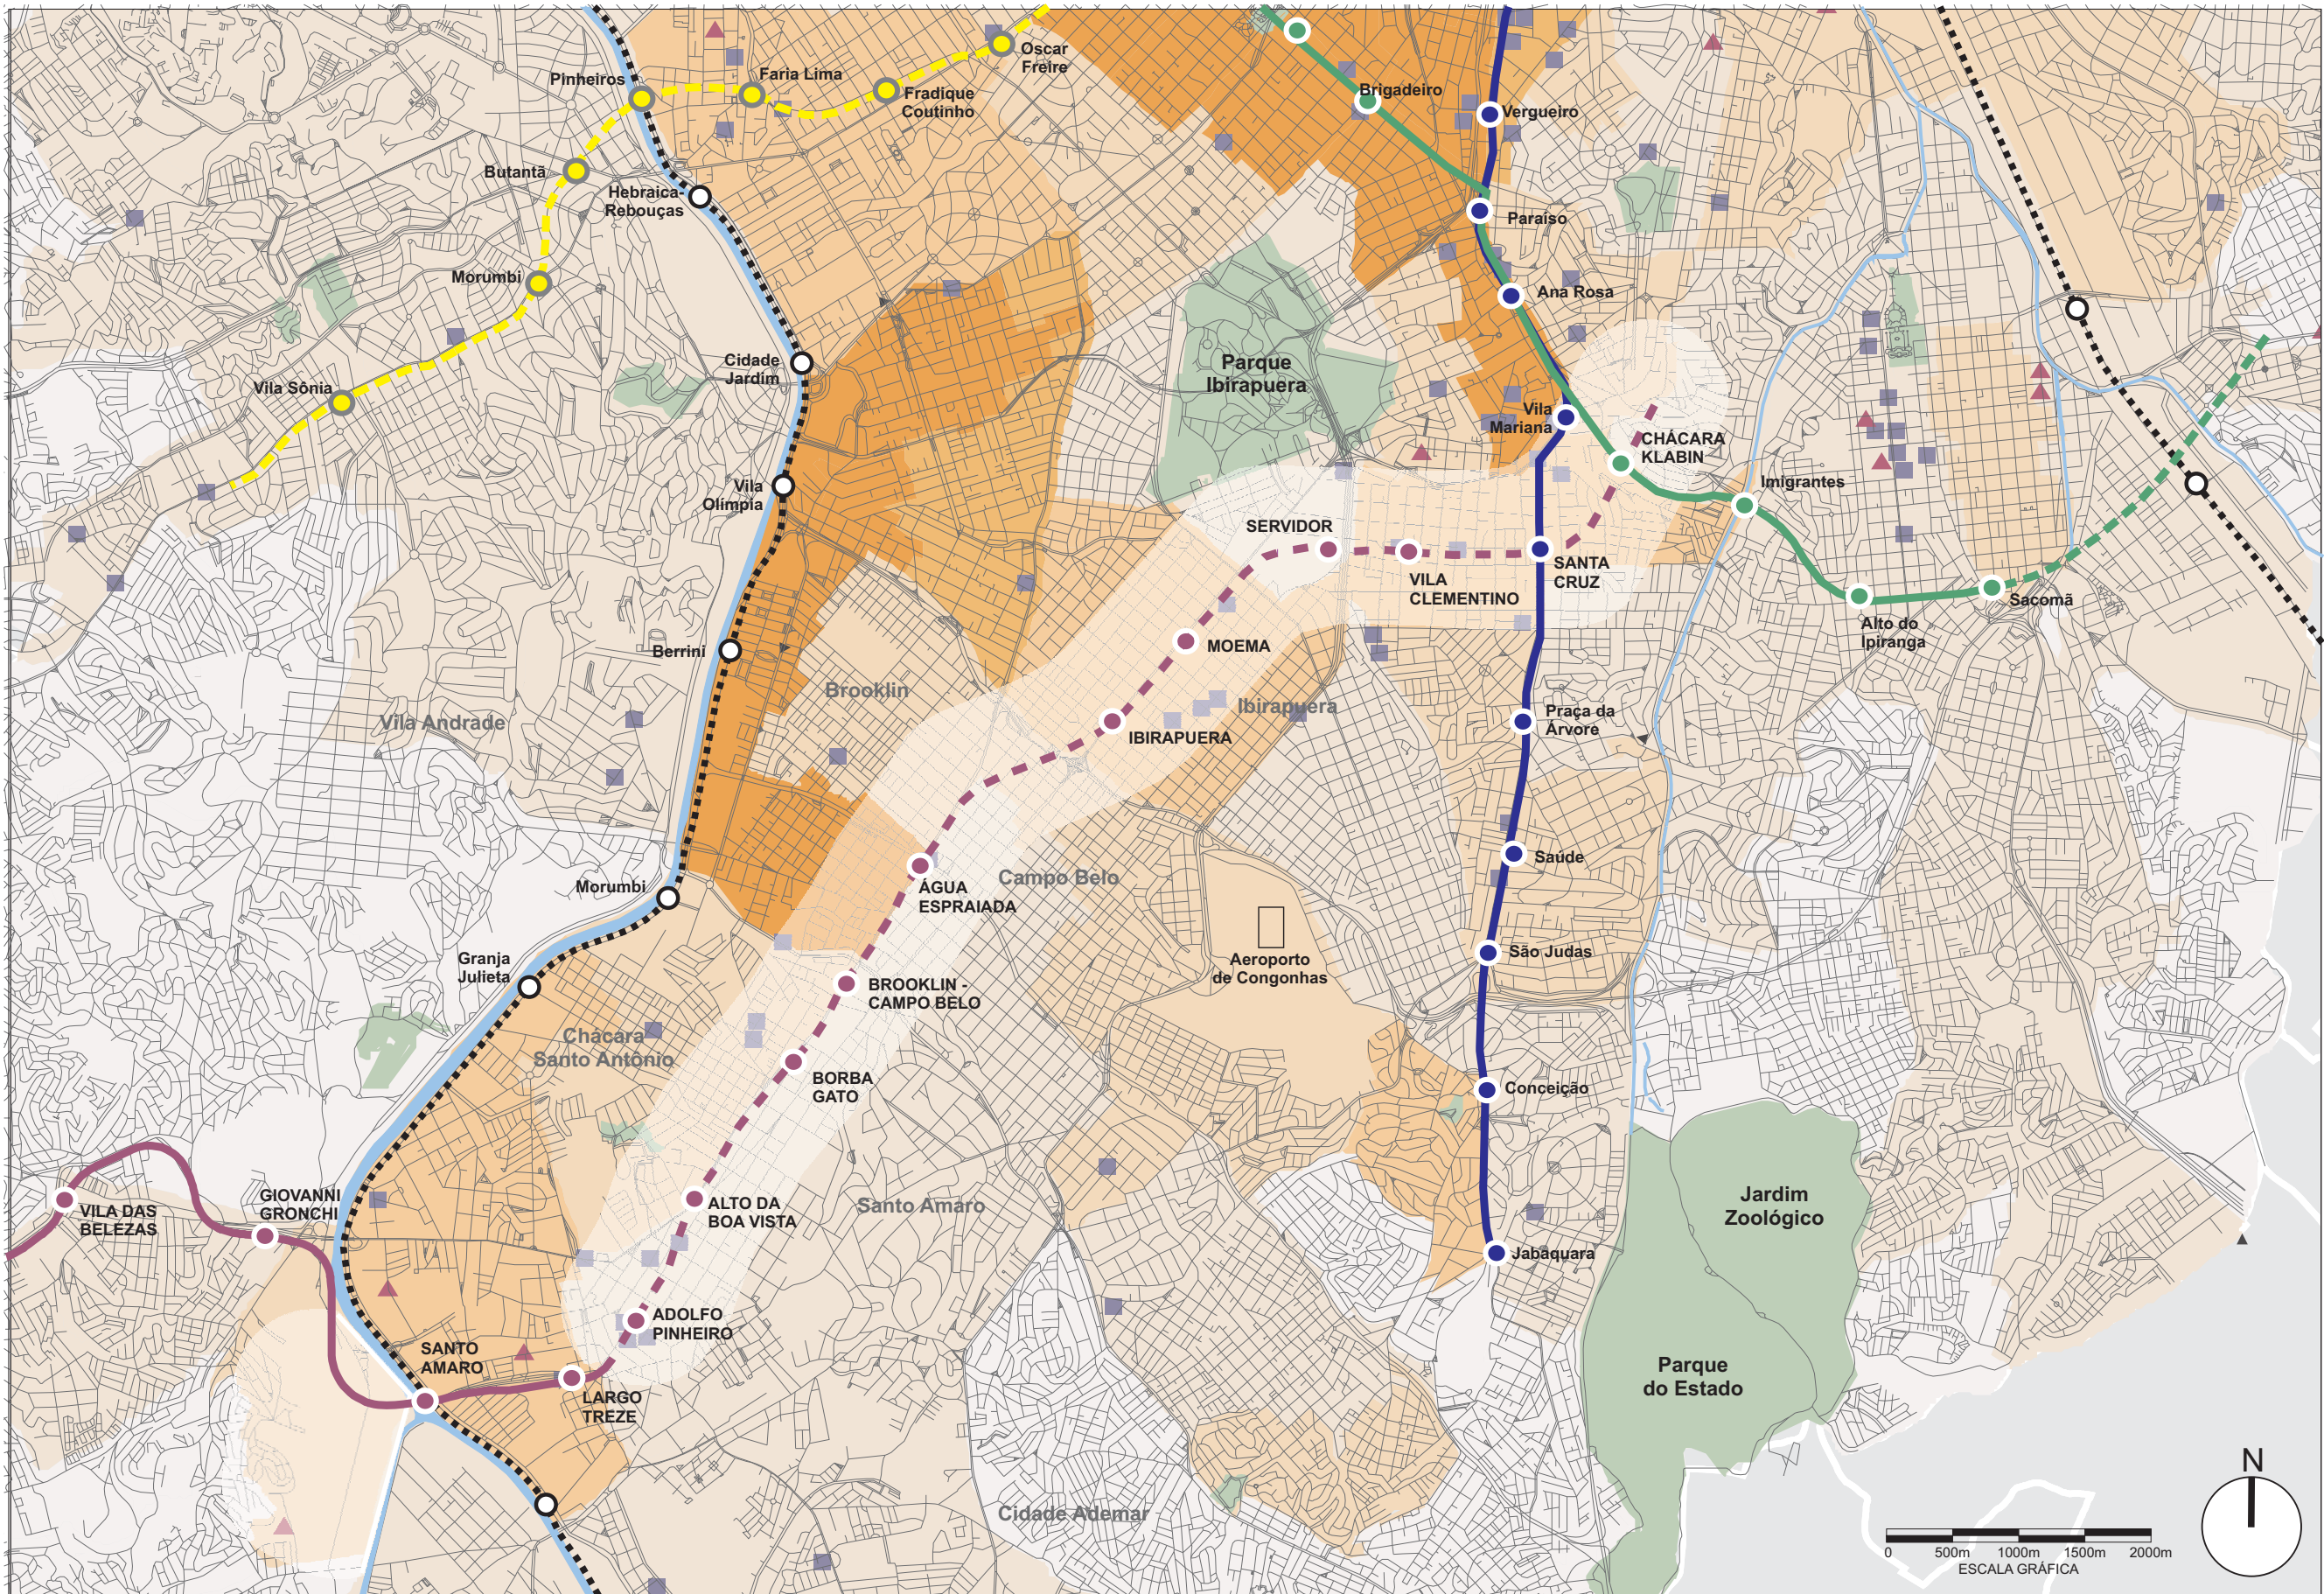 Oscar
Freire
Faria Lima
Pinheiros
Fradique
Coutinho
Brigadeiro
Vergueiro
Butantã
Hebraica-
Rebouças
Paraíso
Morumbi
Ana Rosa
Cidade
Jardim
Parque
Ibirapuera
Vila Sônia
Vila
Mariana
CHÁCARA
KLABIN
Imigrantes
Vila
Olímpia
SERVIDOR
VILA
CLEMENTINO
SANTA
CRUZ
Sacomã
Alto do
Ipiranga
Berrini
MOEMA
Brooklin
Ibirapuera
Vila Andrade
IBIRAPUERA
Praça da
Árvore
Saúde
Morumbi
ÁGUA
ESPRAIADA
Campo Belo
Granja
Julieta
BROOKLIN -
CAMPO BELO
Aeroporto
de Congonhas
São Judas
Chácara
Santo Antônio
BORBA
GATO
Conceição
VILA DAS
BELEZAS
GIOVANNI
GRONCHI
ALTO DA
BOA VISTA
Santo Amaro
Jardim
Zoológico
Jabaquara
ADOLFO
PINHEIRO
SANTO
AMARO
LARGO
TREZE
Parque
do Estado
Cidade Ademar
N
0 500m 1000m 1500m 2000m
ESCALA GRÁFICA